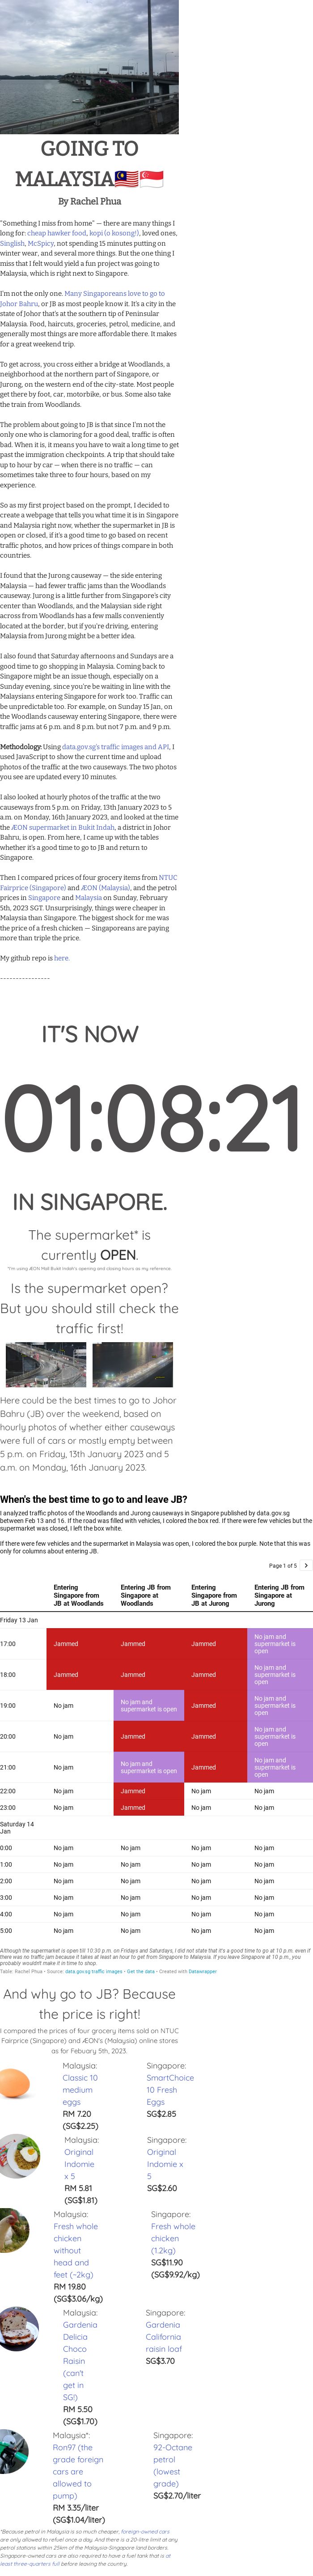 GOING TO
MALAYSIA🇲🇾🇸🇬
By Rachel Phua
"Something I miss from home" — there are many things I
long for: cheap hawker food, kopi (o kosong!), loved ones,
Singlish, McSpicy, not spending 15 minutes putting on
winter wear, and several more things. But the one thing I
miss that I felt would yield a fun project was going to
Malaysia, which is right next to Singapore.
I'm not the only one. Many Singaporeans love to go to
Johor Bahru, or JB as most people know it. It's a city in the
state of Johor that's at the southern tip of Peninsular
Malaysia. Food, haircuts, groceries, petrol, medicine, and
generally most things are more affordable there. It makes
for a great weekend trip.
To get across, you cross either a bridge at Woodlands, a
neighborhood at the northern part of Singapore, or
Jurong, on the western end of the city-state. Most people
get there by foot, car, motorbike, or bus. Some also take
the train from Woodlands.
The problem about going to JB is that since I'm not the
only one who is clamoring for a good deal, traffic is often
bad. When it is, it means you have to wait a long time to get
past the immigration checkpoints. A trip that should take
up to hour by car — when there is no traffic — can
sometimes take three to four hours, based on my
experience.
So as my first project based on the prompt, I decided to
create a webpage that tells you what time it is in Singapore
and Malaysia right now, whether the supermarket in JB is
open or closed, if it's a good time to go based on recent
traffic photos, and how prices of things compare in both
countries.
I found that the Jurong causeway — the side entering
Malaysia — had fewer traffic jams than the Woodlands
causeway. Jurong is a little further from Singapore's city
center than Woodlands, and the Malaysian side right
across from Woodlands has a few malls conveniently
located at the border, but if you're driving, entering
Malaysia from Jurong might be a better idea.
I also found that Saturday afternoons and Sundays are a
good time to go shopping in Malaysia. Coming back to
Singapore might be an issue though, especially on a
Sunday evening, since you're be waiting in line with the
Malaysians entering Singapore for work too. Traffic can
be unpredictable too. For example, on Sunday Jan 15, on
the Woodlands causeway entering Singapore, there were
traffic jams at 6 p.m. and 8 p.m. but not 7 p.m. and 9 p.m.
Methodology: Using data.gov.sg's traffic images and API, I
used JavaScript to show the current time and upload
photos of the traffic at the two causeways. The two photos
you see are updated every 10 minutes.
I also looked at hourly photos of the traffic at the two
causeways from 5 p.m. on Friday, 13th January 2023 to 5
a.m. on Monday, 16th January 2023, and looked at the time
the ÆON supermarket in Bukit Indah, a district in Johor
Bahru, is open. From here, I came up with the tables
whether it's a good time to go to JB and return to
Singapore.
Then I compared prices of four grocery items from NTUC
Fairprice (Singapore) and ÆON (Malaysia), and the petrol
prices in Singapore and Malaysia on Sunday, February
5th, 2023 SGT. Unsurprisingly, things were cheaper in
Malaysia than Singapore. The biggest shock for me was
the price of a fresh chicken — Singaporeans are paying
more than triple the price.
My github repo is here.
----------------
IT'S NOW
01:08:21
IN SINGAPORE.
The supermarket* is
currently OPEN.
*I'm using ÆON Mall Bukit Indah's opening and closing hours as my reference.
Is the supermarket open?
But you should still check the
traffic first!
Here could be the best times to go to Johor
Bahru (JB) over the weekend, based on
hourly photos of whether either causeways
were full of cars or mostly empty between
5 p.m. on Friday, 13th January 2023 and 5
a.m. on Monday, 16th January 2023.
When's the best time to go to and leave JB?
I analyzed traffic photos of the Woodlands and Jurong causeways in Singapore published by data.gov.sg
between Feb 13 and 16. If the road was filled with vehicles, I colored the box red. If there were few vehicles but the
supermarket was closed, I left the box white.
If there were few vehicles and the supermarket in Malaysia was open, I colored the box purple. Note that this was
only for columns about entering JB.
Page 1 of 5 >
Entering Singapore from JB at Woodlands	Entering JB from Singapore at Woodlands	Entering Singapore from JB at Jurong	Entering JB from Singapore at Jurong
Friday 13 Jan
17:00	Jammed	Jammed	Jammed	No jam and supermarket is open
18:00	Jammed	Jammed	Jammed	No jam and supermarket is open
19:00	No jam	No jam and supermarket is open	Jammed	No jam and supermarket is open
20:00	No jam	Jammed	Jammed	No jam and supermarket is open
21:00	No jam	No jam and supermarket is open	Jammed	No jam and supermarket is open
22:00	No jam	Jammed	No jam	No jam
23:00	No jam	Jammed	No jam	No jam
Saturday 14 Jan
0:00	No jam	No jam	No jam	No jam
1:00	No jam	No jam	No jam	No jam
2:00	No jam	No jam	No jam	No jam
3:00	No jam	No jam	No jam	No jam
4:00	No jam	No jam	No jam	No jam
5:00	No jam	No jam	No jam	No jam
Although the supermarket is open till 10.30 p.m. on Fridays and Saturdays, I did not state that it's a good time to go at 10 p.m. even if
there was no traffic jam because it takes at least an hour to get from Singapore to Malaysia. If you leave Singapore at 10 p.m., you
probably wouldn't make it in time to shop.
Table: Rachel Phua • Source: data.gov.sg traffic images • Get the data • Created with Datawrapper
And why go to JB? Because
the price is right!
I compared the prices of four grocery items sold on NTUC
Fairprice (Singapore) and ÆON's (Malaysia) online stores
as for Febuary 5th, 2023.
Malaysia:
Classic 10
medium
eggs
RM 7.20
(SG$2.25)
Singapore:
SmartChoice
10 Fresh
Eggs
SG$2.85
Malaysia:
Original
Indomie
x 5
RM 5.81
(SG$1.81)
Singapore:
Original
Indomie x
5
SG$2.60
Malaysia:
Fresh whole
chicken
without
head and
feet (~2kg)
RM 19.80
(SG$3.06/kg)
Singapore:
Fresh whole
chicken
(1.2kg)
SG$11.90
(SG$9.92/kg)
Malaysia:
Gardenia
Delicia
Choco
Raisin
(can't
get in
SG!)
RM 5.50
(SG$1.70)
Singapore:
Gardenia
California
raisin loaf
SG$3.70
Malaysia*:
Ron97 (the
grade foreign
cars are
allowed to
pump)
RM 3.35/liter
(SG$1.04/liter)
Singapore:
92-Octane
petrol
(lowest
grade)
SG$2.70/liter
*Because petrol in Malaysia is so much cheaper, foreign owned cars
are only allowed to refuel once a day. And there is a 20-litre limit at any
petrol stations within 25km of the Malaysia-Singapore land borders.
Singapore-owned cars are also required to have a fuel tank that is at
least three-quarters full before leaving the country.